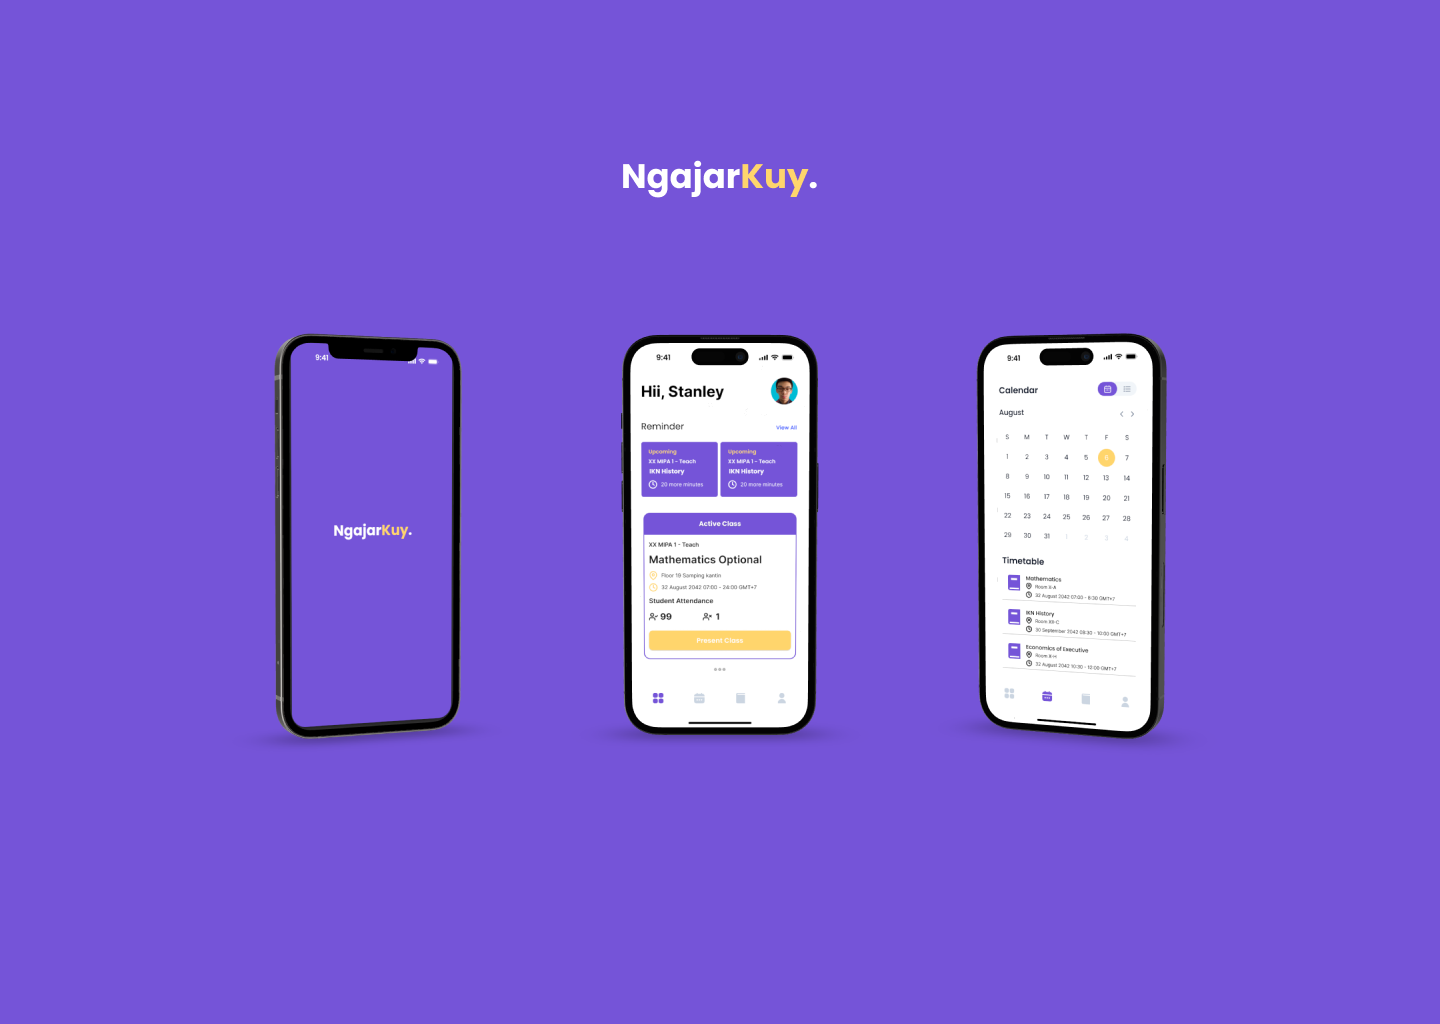 NgajarKuy.
9:41
NgajarKuy.
9:41
Hii, Stanley
Reminder
View All
Upcoming
XX MIPA 1 - Teach
IKN History
20 more minutes
Upcoming
XX MIPA 1 - Teach
IKN History
20 more minutes
Active Class
XX MIPA 1 - Teach
Mathematics Optional
Floor 19 Samping kantin
32 August 2042 07:00 - 24:00 GMT+7
Student Attendance
99
1
Present Class
9:41
Calendar
August
S M T W T F S
1 2 3 4 5 6 7
8 9 10 11 12 13 14
15 16 17 18 19 20 21
22 23 24 25 26 27 28
29 30 31 1 2 3 4
Timetable
Mathematics
Room X-A
32 August 2042 07:00 - 8:30 GMT+7
IKN History
Room XII-C
30 September 2042 08:30 - 10:00 GMT+7
Economics of Executive
Room X-H
32 August 2042 10:30 - 12:00 GMT+7